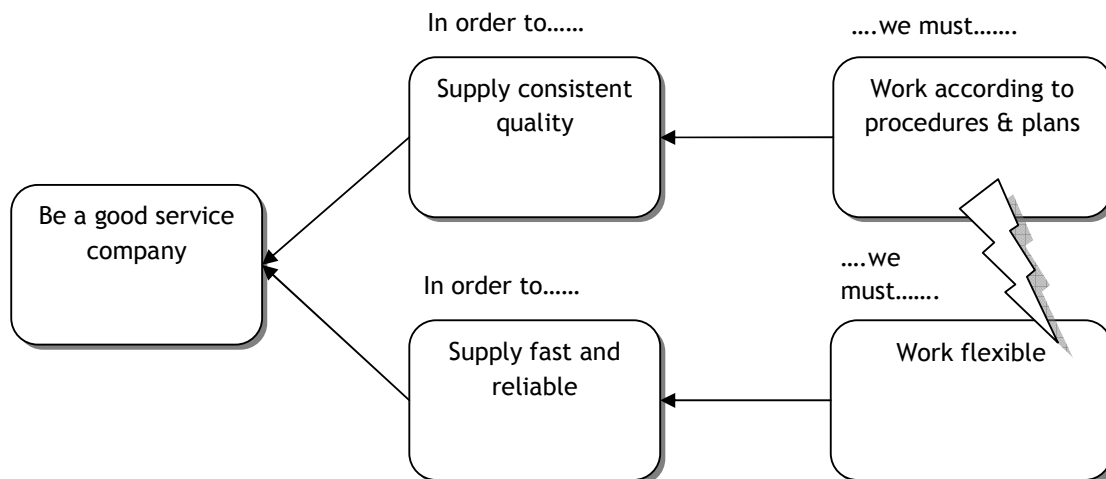 In order to……
….we must…….
Supply consistent
quality
Work according to
procedures & plans
Be a good service
company
In order to……
….we
must…….
Supply fast and
reliable
Work flexible